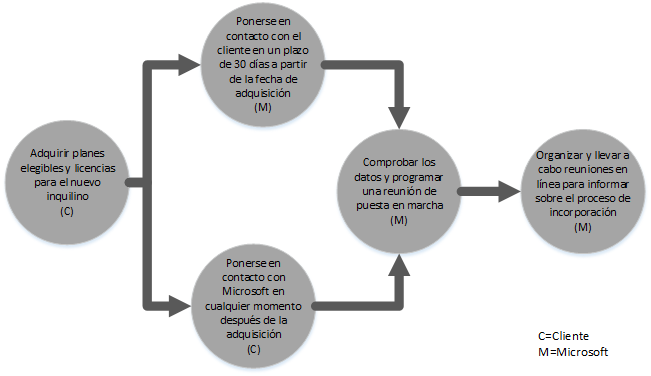 Ponerse en
contacto con el
cliente en un plazo
de 30 días a partir
de la fecha de
adquisición
(M)
Adquirir planes
elegibles y licencias
para el nuevo
inquilino
(C)
Comprobar los
datos y programar
una reunión de
puesta en marcha
(M)
Organizar y llevar a
cabo reuniones en
línea para informar
sobre el proceso de
incorporación
(M)
Ponerse en
contacto con
Microsoft en
cualquier momento
después de la
adquisición
(C)
C=Cliente
M=Microsoft